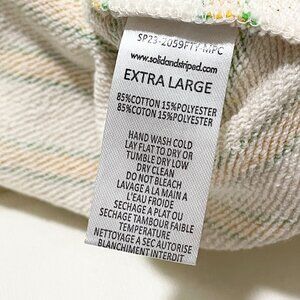 SP23-2059FTY-MPC
www.solidandstriped.com
EXTRA LARGE
85%COTTON 15%POLYESTER
85%COTON 15%POLYESTER
HAND WASH COLD
LAY FLAT TO DRY OR
TUMBLE DRY LOW
DRY CLEAN
DO NOT BLEACH
LAVAGE A LA MAIN A
L'EAU FROIDE
SECHAGE A PLAT OU
SECHAGE TAMBOUR FAIBLE
TEMPERATURE
NETTOYAGE A SEC AUTORISE
BLANCHIMENT INTERDIT